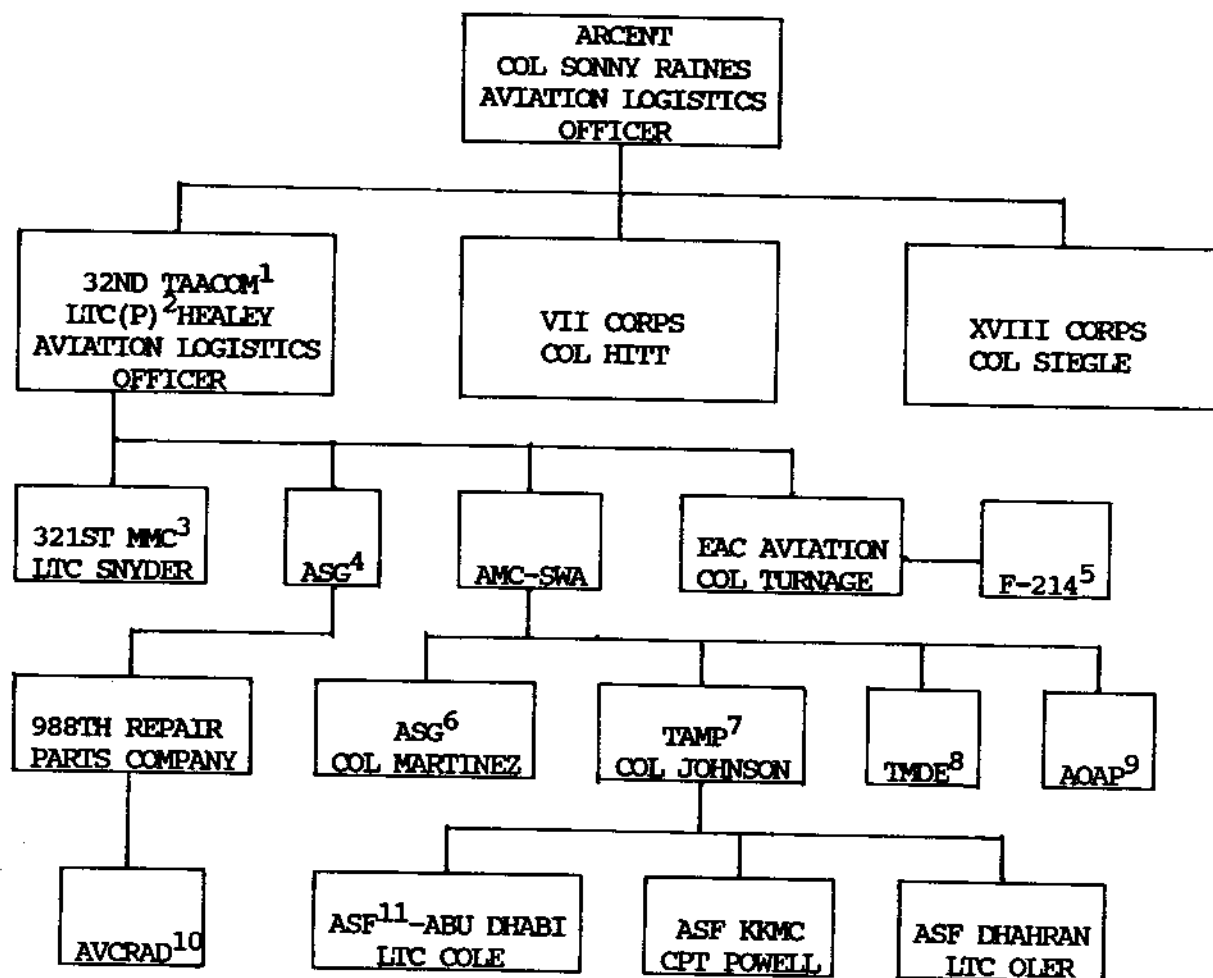 ARCENT
COL SONNY RAINES
AVIATION LOGISTICS
OFFICER
32ND TAACOM1
LTC(P)2HEALEY
AVIATION LOGISTICS
OFFICER
VII CORPS
COL HITT
XVIII CORPS
COL SIEGLE
321ST MMC3
LTC SNYDER
ASG4
AMC-SWA
EAC AVIATION
COL TURNAGE
F-2145
988TH REPAIR
PARTS COMPANY
ASG6
COL MARTINEZ
TAMP7
COL JOHNSON
TMDE8
AOAP9
AVCRAD10
ASF11-ABU DHABI
LTC COLE
ASF KKMC
CPT POWELL
ASF DHAHRAN
LTC OLER